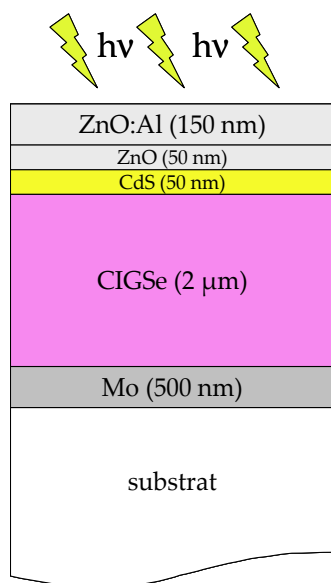 hν hν
ZnO:Al (150 nm)
ZnO (50 nm)
CdS (50 nm)
CIGSe (2 µm)
Mo (500 nm)
substrat